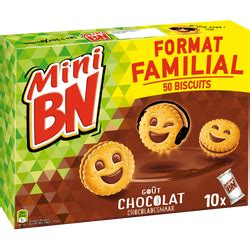 Mini
BN
FORMAT
FAMILIAL
50 BISCUITS
GOÛT
CHOCOLAT
CHOCOLADESMAAK
10x